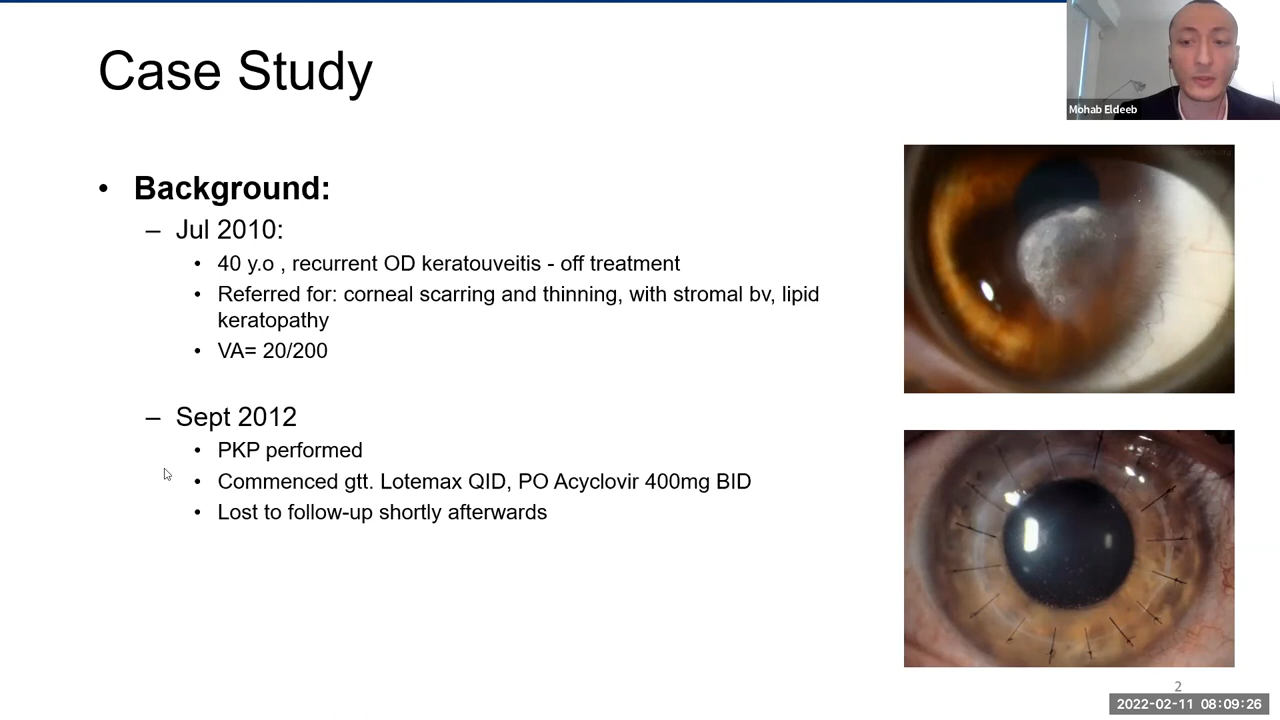 Case Study
Mohab Eldeeb
• Background:
– Jul 2010:
• 40 y.o , recurrent OD keratouveitis - off treatment
• Referred for: corneal scarring and thinning, with stromal bv, lipid
keratopathy
• VA= 20/200
– Sept 2012
• PKP performed
• Commenced gtt. Lotemax QID, PO Acyclovir 400mg BID
• Lost to follow-up shortly afterwards
2
2022-02-11 08:09:26